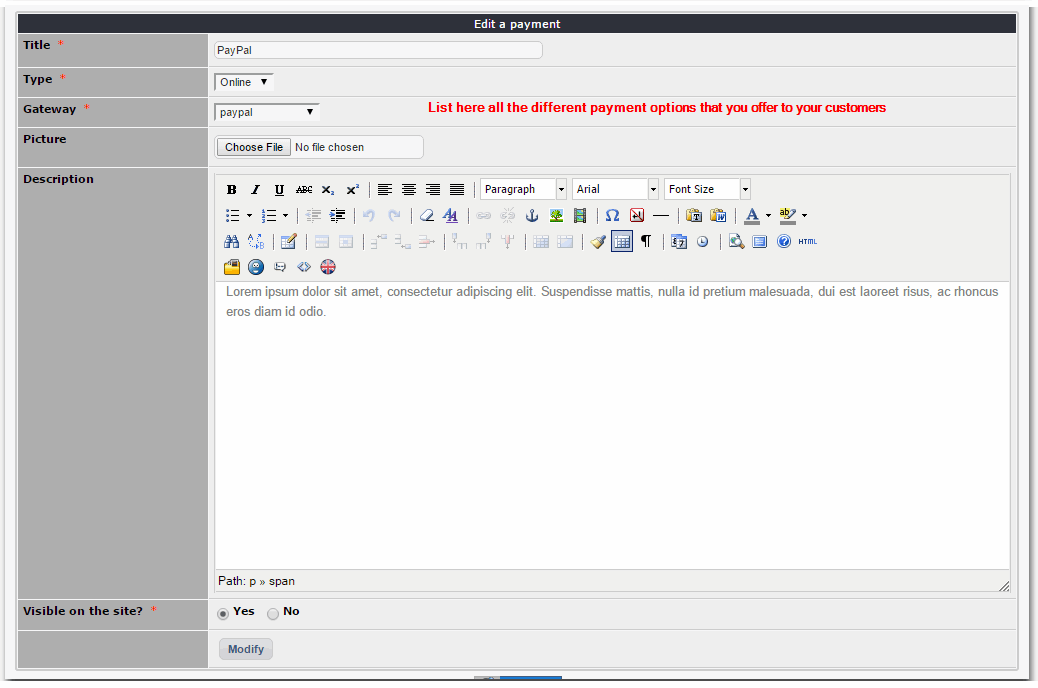 Edit a payment
Title *
PayPal
Type *
Online ▼
Gateway *
paypal ▼
List here all the different payment options that you offer to your customers
Picture
Choose File No file chosen
Description
B I U ABC X₂ X² Paragraph Arial Font Size
HTML
Lorem ipsum dolor sit amet, consectetur adipiscing elit. Suspendisse mattis, nulla id pretium malesuada, dui est laoreet risus, ac rhoncus
eros diam id odio.
Path: p » span
Visible on the site? *
Yes No
Modify